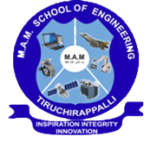 M.A.M. SCHOOL OF ENGINEERING
M.A.M.
TIRUCHIRAPPALLI
INSPIRATION INTEGRITY
INNOVATION